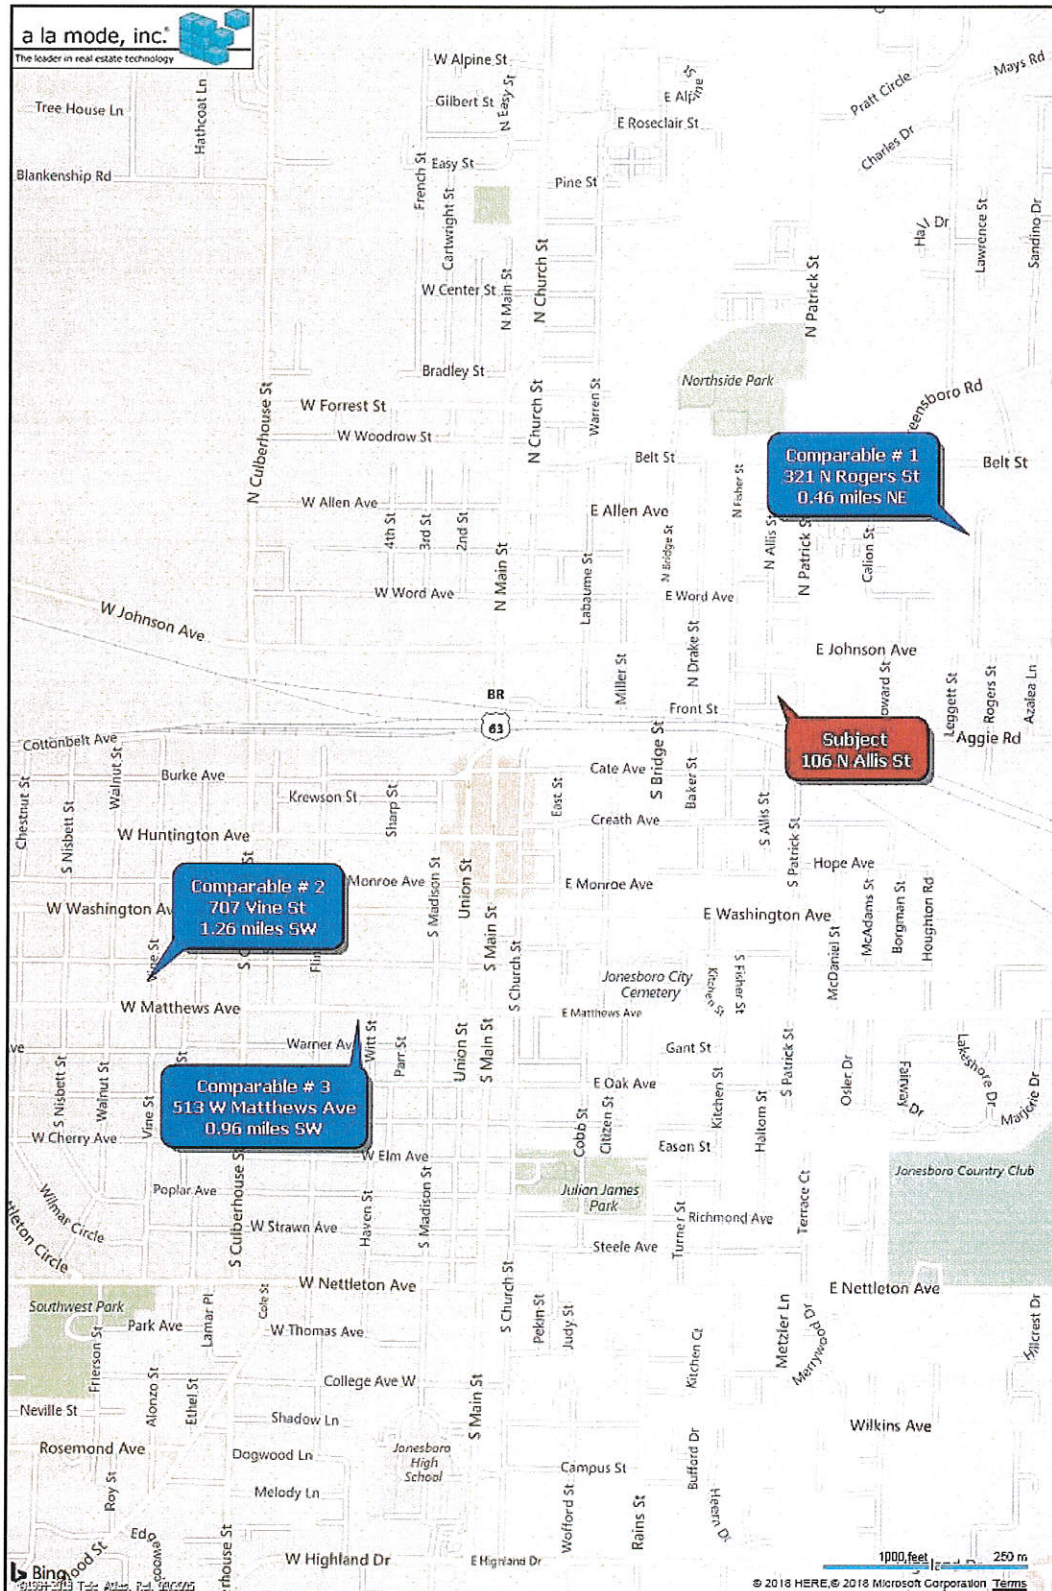 a la mode, inc.
The leader in real estate technology
W Alpine St
Mays Rd
Pratt Circle
Tree House Ln
Hathcoat Ln
Gilbert St
N Easy St
E Alpine St
E Roseclair St
Charles Dr
Blankenship Rd
French St
Easy St
Pine St
Cartwright St
Hall Dr
Lawrence St
Sandino Dr
W Center St
N Main St
N Church St
N Patrick St
Bradley St
Northside Park
W Forrest St
Warren St
N Culberhouse St
W Woodrow St
N Church St
Belt St
N Fisher St
Comparable # 1
321 N Rogers St
0.46 miles NE
Belt St
W Allen Ave
E Allen Ave
4th St
3rd St
2nd St
N Main St
Labaume St
N Bridge St
N Allis St
N Patrick St
Calion St
W Word Ave
E Word Ave
W Johnson Ave
E Johnson Ave
Miller St
N Drake St
Leggett St
Rogers St
Azalea Ln
BR
63
Front St
Subject
106 N Allis St
Aggie Rd
Cottonbelt Ave
Burke Ave
Cate Ave
S Bridge St
Baker St
Chestnut St
S Nisbett St
Walnut St
Krewson St
Sharp St
East St
Creath Ave
S Allis St
W Huntington Ave
S Patrick St
Hope Ave
Comparable # 2
707 Vine St
1.26 miles SW
Monroe Ave
E Monroe Ave
S Madison St
Union St
W Washington Av
E Washington Ave
McAdams St
Borgman St
Houghton Rd
S Main St
Vine St
S Church St
Jonesboro City
Cemetery
Kitchen St
S Fisher St
McDaniel St
W Matthews Ave
E Matthews Ave
Warner Av
Witt St
Parr St
Union St
S Main St
Gant St
S Patrick St
Osler Dr
Fairway Dr
Lakeshore Dr
Marjorie Dr
Comparable # 3
513 W Matthews Ave
0.96 miles SW
S Nisbett St
Walnut St
Vine St
E Oak Ave
Kitchen St
Haltom St
Cobb St
Citizen St
W Cherry Ave
Eason St
W Elm Ave
Jonesboro Country Club
Wilmar Circle
Poplar Ave
S Culberhouse St
Haven St
S Madison St
Julian James
Park
Turner St
Richmond Ave
Terrace Ct
W Strawn Ave
Steele Ave
ttleton Circle
W Nettleton Ave
E Nettleton Ave
Southwest Park
Lamar Pl
Cole St
S Church St
Pekin St
Judy St
Metzler Ln
Merrywood Dr
Hillcrest Dr
Park Ave
W Thomas Ave
Frierson St
Kitchen Ct
Alonzo St
Ethel St
College Ave W
S Main St
Neville St
Shadow Ln
Wilkins Ave
Rosemond Ave
Dogwood Ln
Jonesboro
High
School
Campus St
Bufford Dr
Roy St
Melody Ln
Wofford St
Rains St
Heern Dr
W Highland Dr
E Highland Dr
1000 feet
250 m
Bing
© 2018 HERE,© 2018 Microsoft Corporation Terms